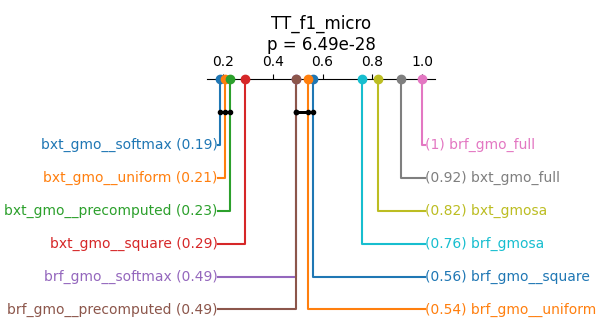 TT_f1_micro
p = 6.49e-28
0.2 0.4 0.6 0.8 1.0
bxt_gmo__softmax (0.19)
(1) brf_gmo_full
bxt_gmo__uniform (0.21)
(0.92) bxt_gmo_full
bxt_gmo__precomputed (0.23)
(0.82) bxt_gmosa
bxt_gmo__square (0.29)
(0.76) brf_gmosa
brf_gmo__softmax (0.49)
(0.56) brf_gmo__square
brf_gmo__precomputed (0.49)
(0.54) brf_gmo__uniform